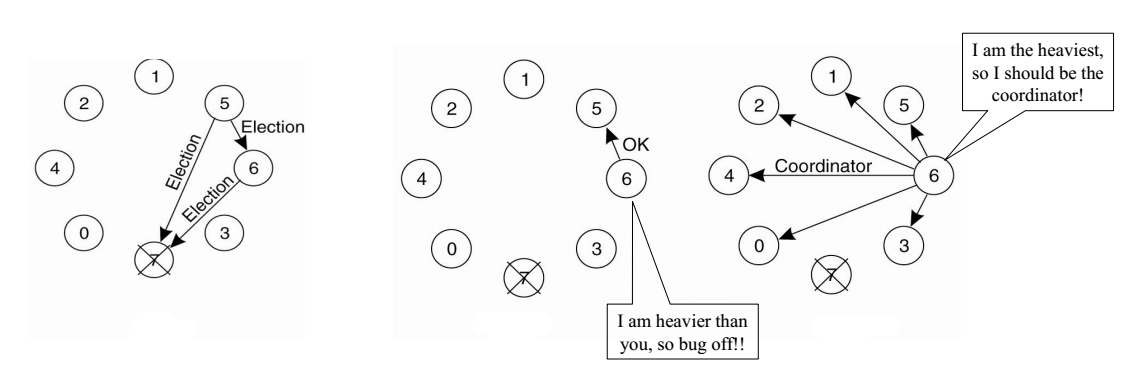 1
2
5
Election
4
6
Election
Election
0
3
7
1
2
5
OK
4
6
0
3
7
I am heavier than
you, so bug off!!
I am the heaviest,
so I should be the
coordinator!
1
2
5
Coordinator
4
6
0
3
7